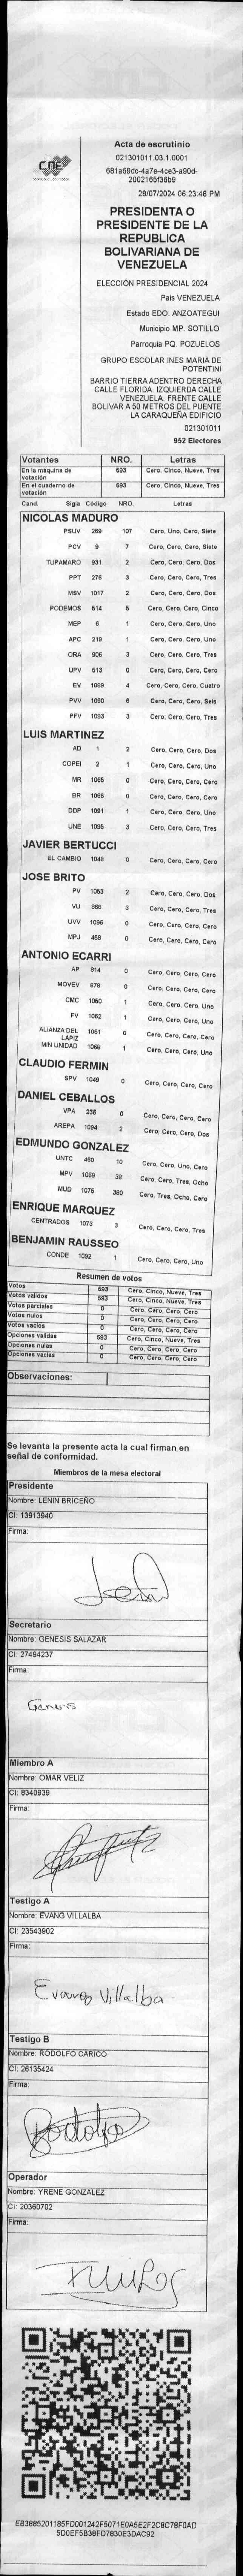 CNE
Acta de escrutinio
021301011.03.1.0001
681a69dc-4a7e-4ce3-a90d-
2002165f36b9
28/07/2024 06:23:48 PM
PRESIDENTA O
PRESIDENTE DE LA
REPUBLICA
BOLIVARIANA DE
VENEZUELA
ELECCIÓN PRESIDENCIAL 2024
Pais VENEZUELA
Estado EDO. ANZOATEGUI
Municipio MP. SOTILLO
Parroquia PQ. POZUELOS
GRUPO ESCOLAR INES MARIA DE
POTENTINI
BARRIO TIERRA ADENTRO DERECHA
CALLE FLORIDA. IZQUIERDA CALLE
VENEZUELA. FRENTE CALLE
BOLIVAR A 50 METROS DEL PUENTE
LA CARAQUEÑA EDIFICIO
021301011
952 Electores
Votantes NRO. Letras
En la máquina de votación 593 Cero, Cinco, Nueve, Tres
En el cuaderno de votación 593 Cero, Cinco, Nueve, Tres
Cand. Sigla Código NRO. Letras
NICOLAS MADURO
PSUV 269 107 Cero, Uno, Cero, Siete
PCV 9 7 Cero, Cero, Cero, Siete
TUPAMARO 931 2 Cero, Cero, Cero, Dos
PPT 276 3 Cero, Cero, Cero, Tres
MSV 1017 2 Cero, Cero, Cero, Dos
PODEMOS 514 5 Cero, Cero, Cero, Cinco
MEP 6 1 Cero, Cero, Cero, Uno
APC 219 1 Cero, Cero, Cero, Uno
ORA 906 3 Cero, Cero, Cero, Tres
UPV 513 0 Cero, Cero, Cero, Cero
EV 1089 4 Cero, Cero, Cero, Cuatro
PVV 1090 6 Cero, Cero, Cero, Seis
PFV 1093 3 Cero, Cero, Cero, Tres
LUIS MARTINEZ
AD 1 2 Cero, Cero, Cero, Dos
COPEI 2 1 Cero, Cero, Cero, Uno
MR 1065 0 Cero, Cero, Cero, Cero
BR 1066 0 Cero, Cero, Cero, Cero
DDP 1091 1 Cero, Cero, Cero, Uno
UNE 1095 3 Cero, Cero, Cero, Tres
JAVIER BERTUCCI
EL CAMBIO 1048 0 Cero, Cero, Cero, Cero
JOSE BRITO
PV 1053 2 Cero, Cero, Cero, Dos
VU 868 3 Cero, Cero, Cero, Tres
UVV 1096 0 Cero, Cero, Cero, Cero
MPJ 458 0 Cero, Cero, Cero, Cero
ANTONIO ECARRI
AP 914 0 Cero, Cero, Cero, Cero
MOVEV 979 0 Cero, Cero, Cero, Cero
CMC 1050 1 Cero, Cero, Cero, Uno
FV 1062 1 Cero, Cero, Cero, Uno
ALIANZA DEL LAPIZ 1051 0 Cero, Cero, Cero, Cero
MIN UNIDAD 1068 1 Cero, Cero, Cero, Uno
CLAUDIO FERMIN
SPV 1049 0 Cero, Cero, Cero, Cero
DANIEL CEBALLOS
VPA 236 0 Cero, Cero, Cero, Cero
AREPA 1094 2 Cero, Cero, Cero, Dos
EDMUNDO GONZALEZ
UNTC 460 10 Cero, Cero, Uno, Cero
MPV 1069 38 Cero, Cero, Tres, Ocho
MUD 1075 380 Cero, Tres, Ocho, Cero
ENRIQUE MARQUEZ
CENTRADOS 1073 3 Cero, Cero, Cero, Tres
BENJAMIN RAUSSEO
CONDE 1092 1 Cero, Cero, Cero, Uno
Resumen de votos
Votos 593 Cero, Cinco, Nueve, Tres
Votos validos 593 Cero, Cinco, Nueve, Tres
Votos parciales 0 Cero, Cero, Cero, Cero
Votos nulos 0 Cero, Cero, Cero, Cero
Votos vacios 0 Cero, Cero, Cero, Cero
Opciones validas 593 Cero, Cinco, Nueve, Tres
Opciones nulas 0 Cero, Cero, Cero, Cero
Opciones vacias 0 Cero, Cero, Cero, Cero
Observaciones:
Se levanta la presente acta la cual firman en
señal de conformidad.
Miembros de la mesa electoral
Presidente
Nombre: LENIN BRICEÑO
CI: 13913940
Firma:
Secretario
Nombre: GENESIS SALAZAR
CI: 27494237
Firma:
Genesis
Miembro A
Nombre: OMAR VELIZ
CI: 8340939
Firma:
Testigo A
Nombre: EVANG VILLALBA
CI: 23543902
Firma:
Evang Villalba
Testigo B
Nombre: RODOLFO CARICO
CI: 26135424
Firma:
Rodolfo
Operador
Nombre: YRENE GONZALEZ
CI: 20360702
Firma:
EB3885201185FD001242F5071E0A5E2F2C8C78F0AD
5D0EF5B38FD7830E3DAC92